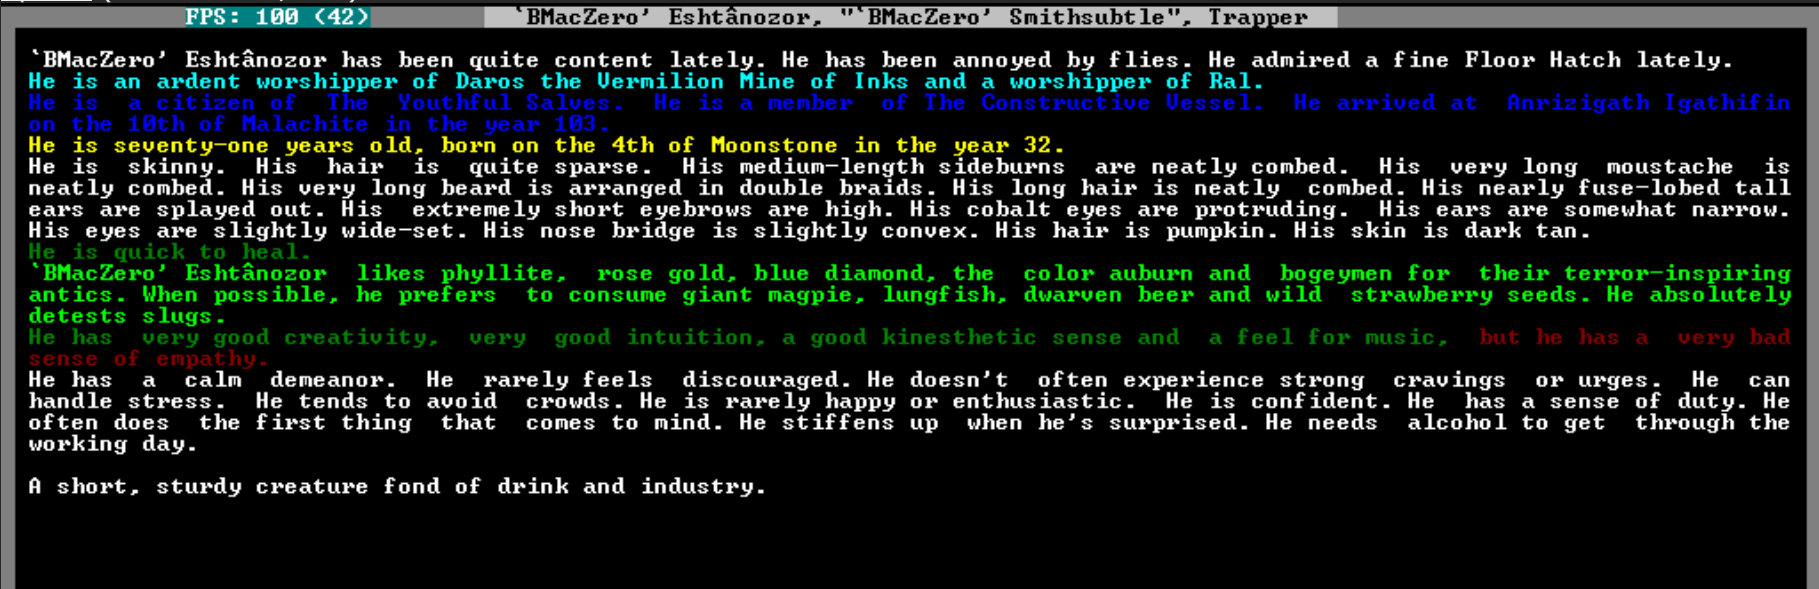 FPS: 100 (42) `BMacZero' Eshtânozor, "`BMacZero' Smithsubtle", Trapper
`BMacZero' Eshtânozor has been quite content lately. He has been annoyed by flies. He admired a fine Floor Hatch lately.
He is an ardent worshipper of Daros the Vermilion Mine of Inks and a worshipper of Ral.
He is a citizen of The Youthful Salves. He is a member of The Constructive Vessel. He arrived at Anrizigath Igathifin
on the 10th of Malachite in the year 103.
He is seventy-one years old, born on the 4th of Moonstone in the year 32.
He is skinny. His hair is quite sparse. His medium-length sideburns are neatly combed. His very long moustache is
neatly combed. His very long beard is arranged in double braids. His long hair is neatly combed. His nearly fuse-lobed tall
ears are splayed out. His extremely short eyebrows are high. His cobalt eyes are protruding. His ears are somewhat narrow.
His eyes are slightly wide-set. His nose bridge is slightly convex. His hair is pumpkin. His skin is dark tan.
He is quick to heal.
`BMacZero' Eshtânozor likes phyllite, rose gold, blue diamond, the color auburn and bogeymen for their terror-inspiring
antics. When possible, he prefers to consume giant magpie, lungfish, dwarven beer and wild strawberry seeds. He absolutely
detests slugs.
He has very good creativity, very good intuition, a good kinesthetic sense and a feel for music, but he has a very bad
sense of empathy.
He has a calm demeanor. He rarely feels discouraged. He doesn't often experience strong cravings or urges. He can
handle stress. He tends to avoid crowds. He is rarely happy or enthusiastic. He is confident. He has a sense of duty. He
often does the first thing that comes to mind. He stiffens up when he's surprised. He needs alcohol to get through the
working day.
A short, sturdy creature fond of drink and industry.